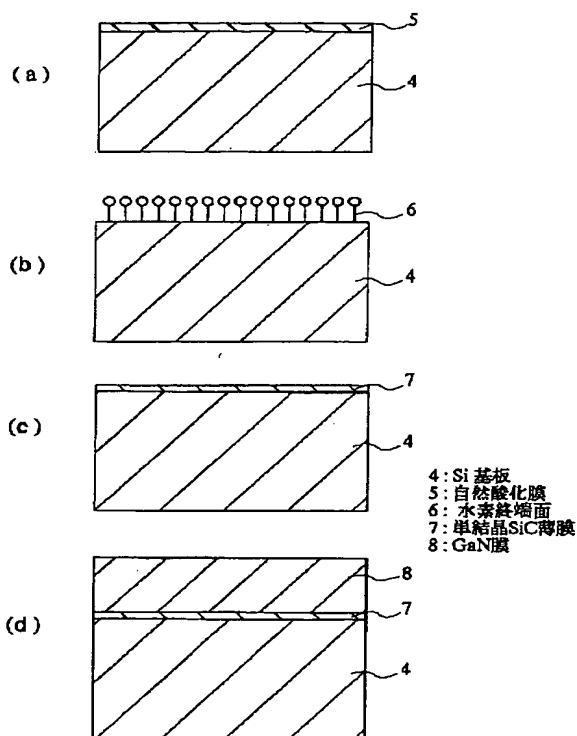 (a)
5
4
(b)
6
4
(c)
7
4
4: Si 基板
5: 自然酸化膜
6: 水素終端面
7: 単結晶SiC薄膜
8: GaN膜
(d)
8
7
4